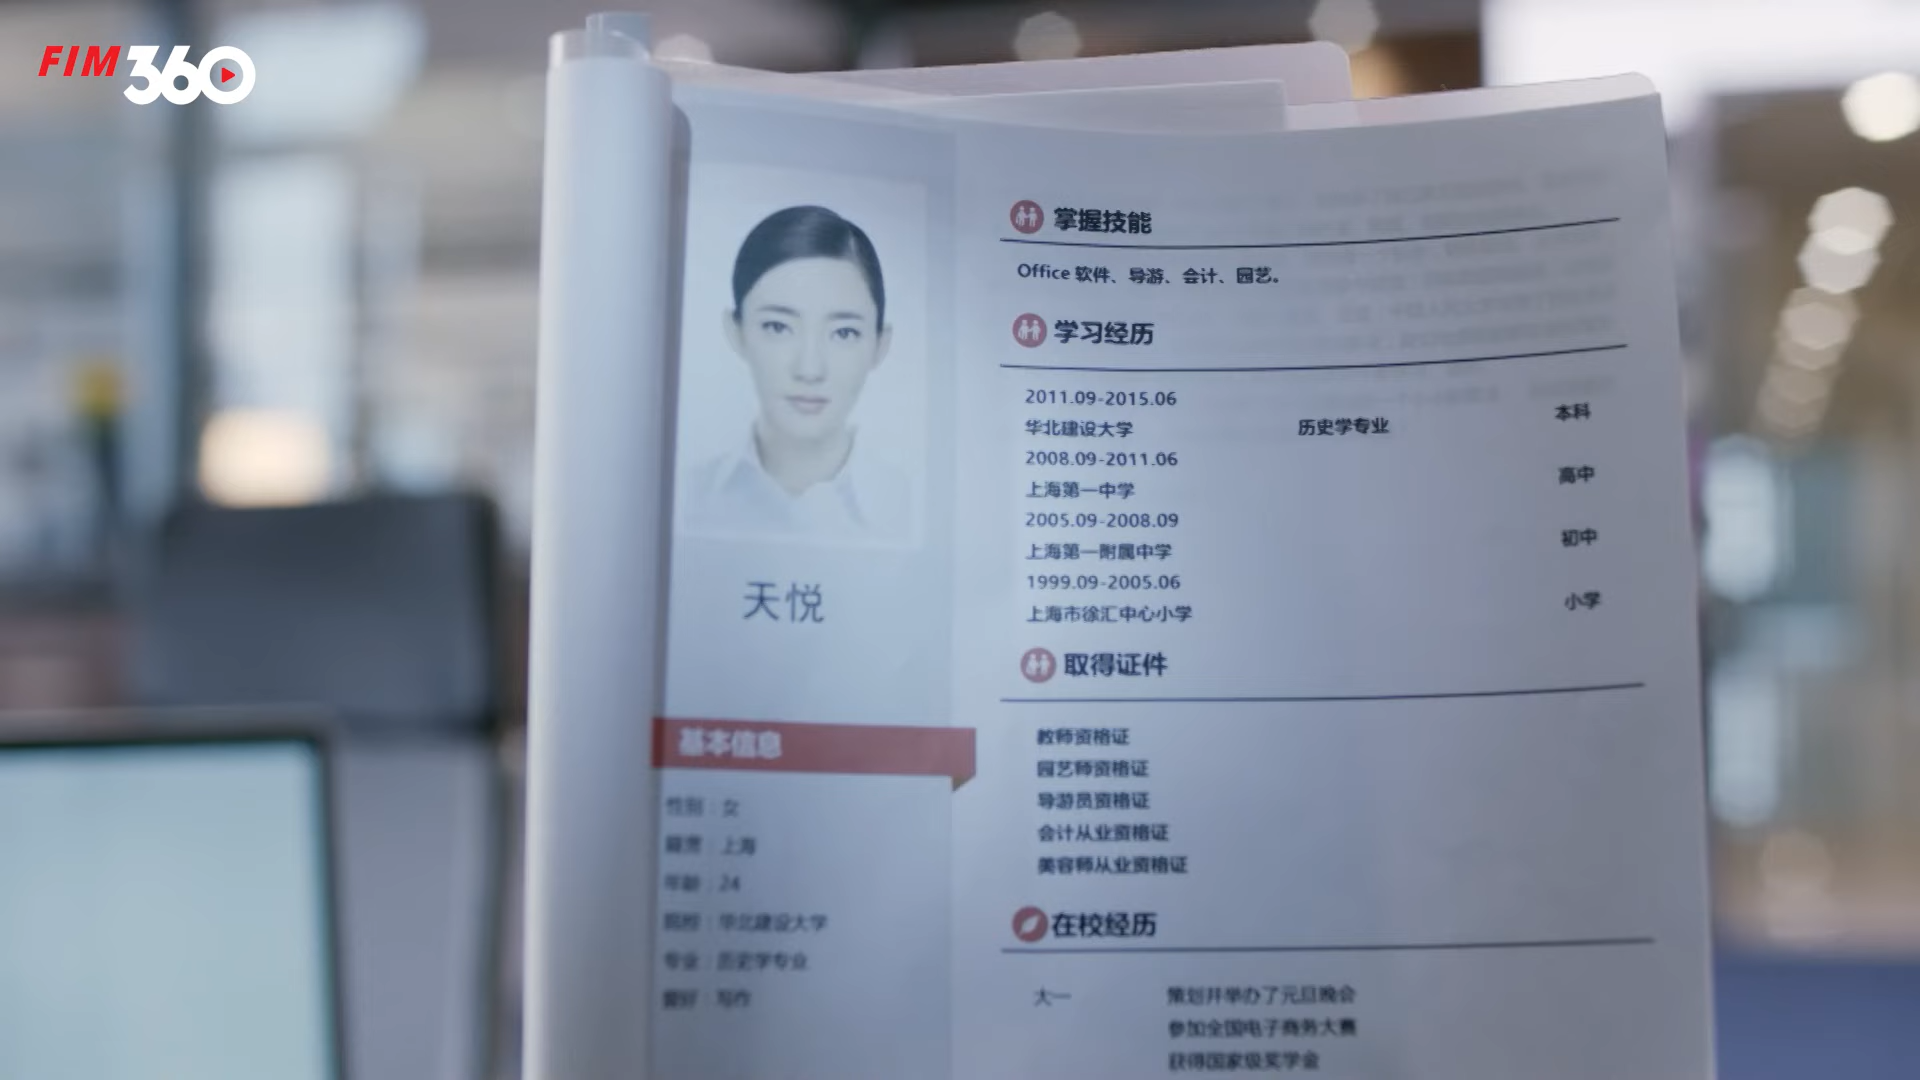 FIM360
天悦
基本信息
性别：女
籍贯：上海
年龄：24
院校：华北建设大学
专业：历史学专业
爱好：写作
掌握技能
Office 软件、导游、会计、园艺。
学习经历
2011.09-2015.06
华北建设大学 历史学专业 本科
2008.09-2011.06
上海第一中学 高中
2005.09-2008.09
上海第一附属中学 初中
1999.09-2005.06
上海市徐汇中心小学 小学
取得证件
教师资格证
园艺师资格证
导游员资格证
会计从业资格证
美容师从业资格证
在校经历
大一 策划并举办了元旦晚会
参加全国电子商务大赛
获得国家级奖学金